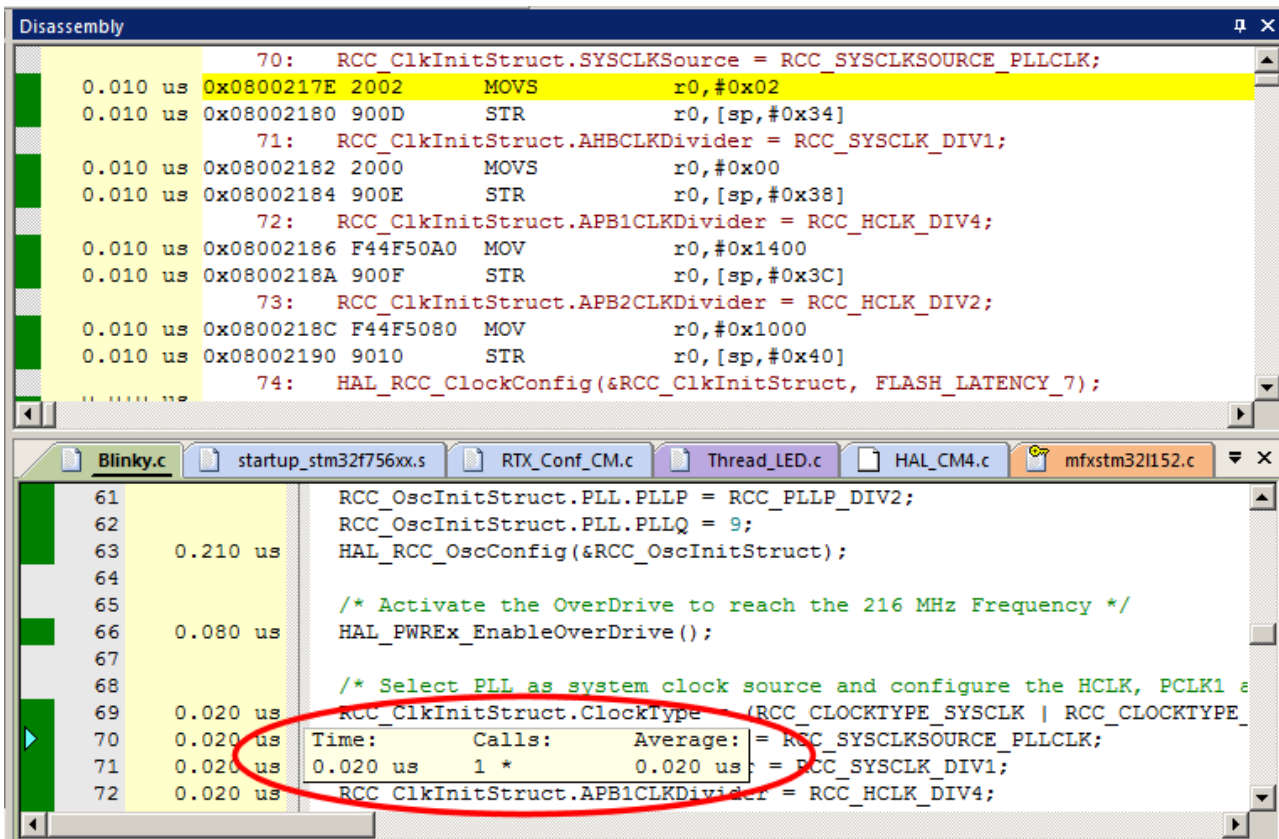 Disassembly
70: RCC_ClkInitStruct.SYSCLKSource = RCC_SYSCLKSOURCE_PLLCLK;
0.010 us 0x0800217E 2002 MOVS r0,#0x02
0.010 us 0x08002180 900D STR r0,[sp,#0x34]
71: RCC_ClkInitStruct.AHBCLKDivider = RCC_SYSCLK_DIV1;
0.010 us 0x08002182 2000 MOVS r0,#0x00
0.010 us 0x08002184 900E STR r0,[sp,#0x38]
72: RCC_ClkInitStruct.APB1CLKDivider = RCC_HCLK_DIV4;
0.010 us 0x08002186 F44F50A0 MOV r0,#0x1400
0.010 us 0x0800218A 900F STR r0,[sp,#0x3C]
73: RCC_ClkInitStruct.APB2CLKDivider = RCC_HCLK_DIV2;
0.010 us 0x0800218C F44F5080 MOV r0,#0x1000
0.010 us 0x08002190 9010 STR r0,[sp,#0x40]
74: HAL_RCC_ClockConfig(&RCC_ClkInitStruct, FLASH_LATENCY_7);
Blinky.c startup_stm32f756xx.s RTX_Conf_CM.c Thread_LED.c HAL_CM4.c mfxstm32l152.c
61 RCC_OscInitStruct.PLL.PLLP = RCC_PLLP_DIV2;
62 RCC_OscInitStruct.PLL.PLLQ = 9;
63 0.210 us HAL_RCC_OscConfig(&RCC_OscInitStruct);
64
65 /* Activate the OverDrive to reach the 216 MHz Frequency */
66 0.080 us HAL_PWREx_EnableOverDrive();
67
68 /* Select PLL as system clock source and configure the HCLK, PCLK1 a
69 0.020 us RCC_ClkInitStruct.ClockType = (RCC_CLOCKTYPE_SYSCLK | RCC_CLOCKTYPE_
70 0.020 us Time: Calls: Average: = RCC_SYSCLKSOURCE_PLLCLK;
71 0.020 us 0.020 us 1 * 0.020 us = RCC_SYSCLK_DIV1;
72 0.020 us RCC_ClkInitStruct.APB1CLKDivider = RCC_HCLK_DIV4;